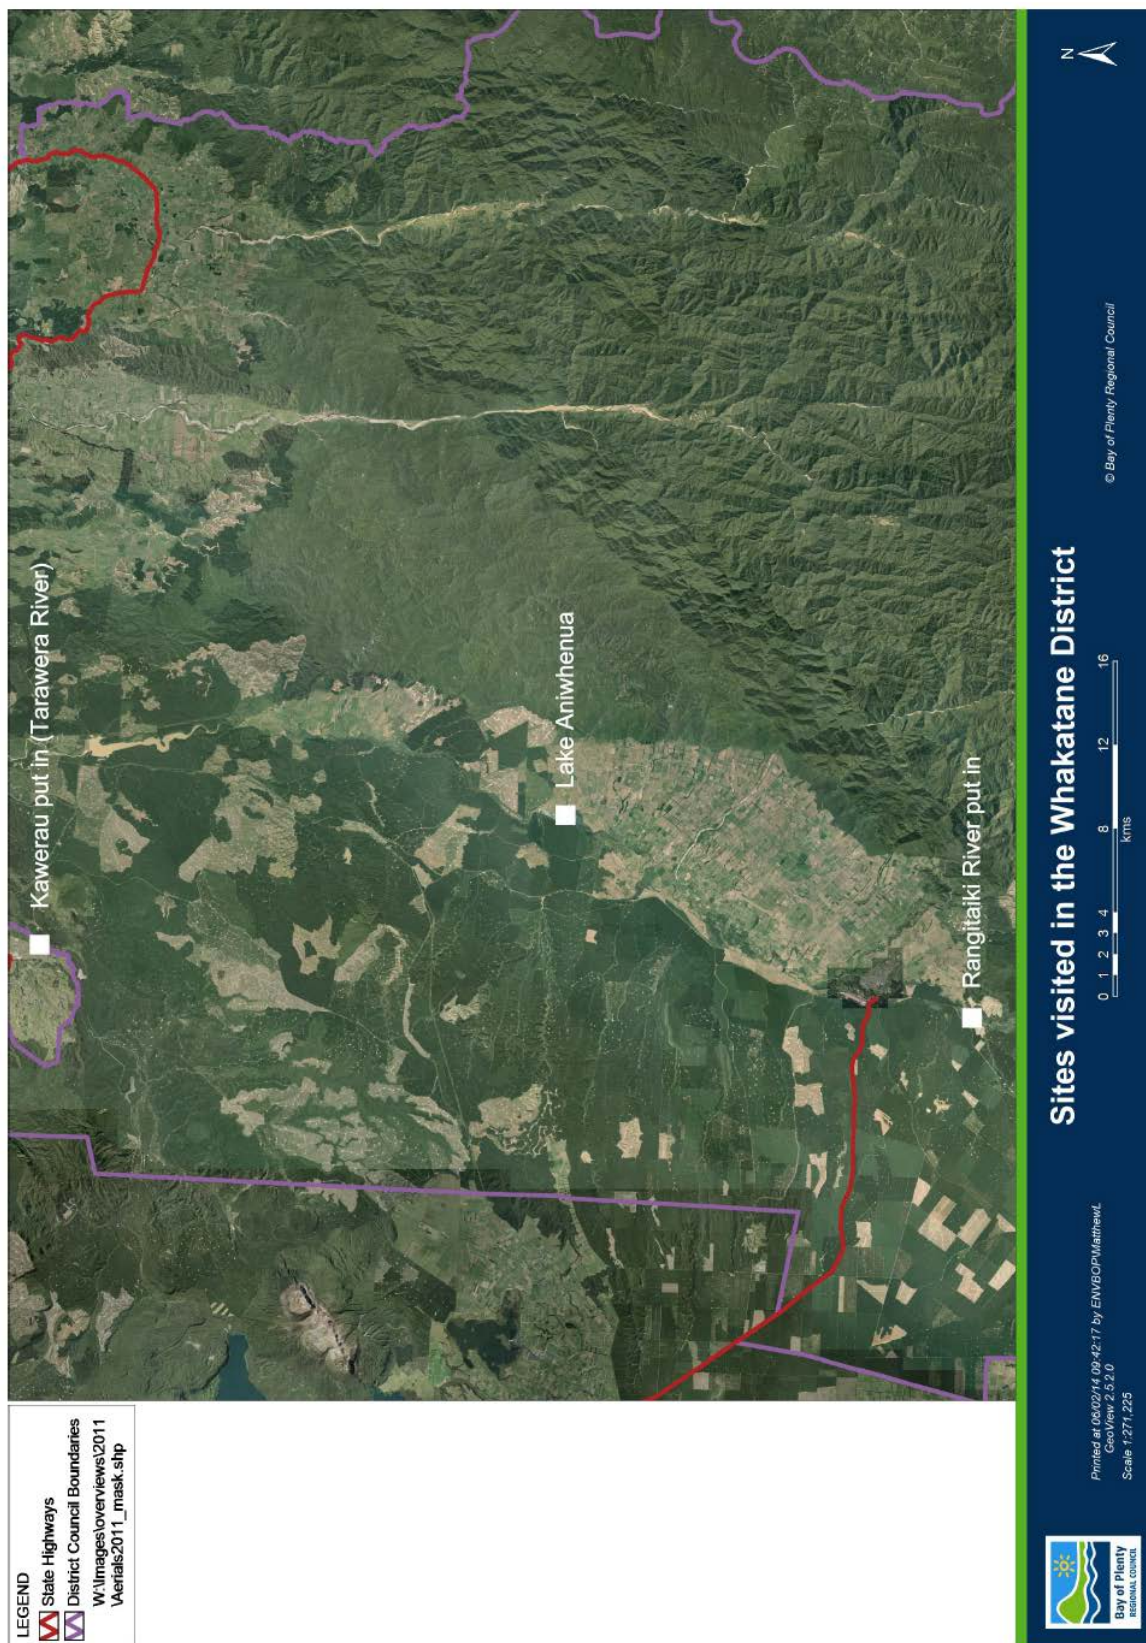 LEGEND
State Highways
District Council Boundaries
W:\Images\overviews\2011
\Aerials2011_mask.shp
Kawerau put in (Tarawera River)
Lake Aniwhenua
Rangitaiki River put in
Sites visited in the Whakatane District
N
0 1 2 3 4 8 12 16
kms
Bay of Plenty
REGIONAL COUNCIL
Printed at 06/02/14 09:42:17 by ENVBOP\MatthewL
GeoView 2.5.2.0
Scale 1:271,225
© Bay of Plenty Regional Council